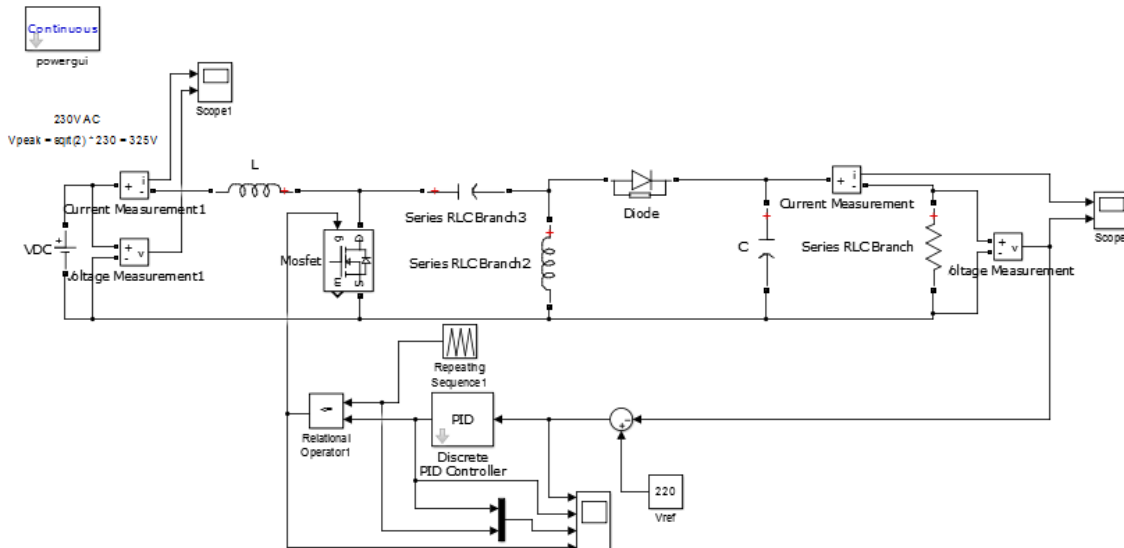 Continuous
powergui
Scope1
230V AC
Vpeak = sqrt(2) * 230 = 325V
L
+ i -
Current Measurement1
VDC
+ v -
Voltage Measurement1
Mosfet
g D
m S
Series RLC Branch3
Series RLC Branch2
Diode
C
+ i -
Current Measurement
Series RLC Branch
+ v -
Voltage Measurement
Scope
Repeating
Sequence1
<=
Relational
Operator1
PID
Discrete
PID Controller
220
Vref